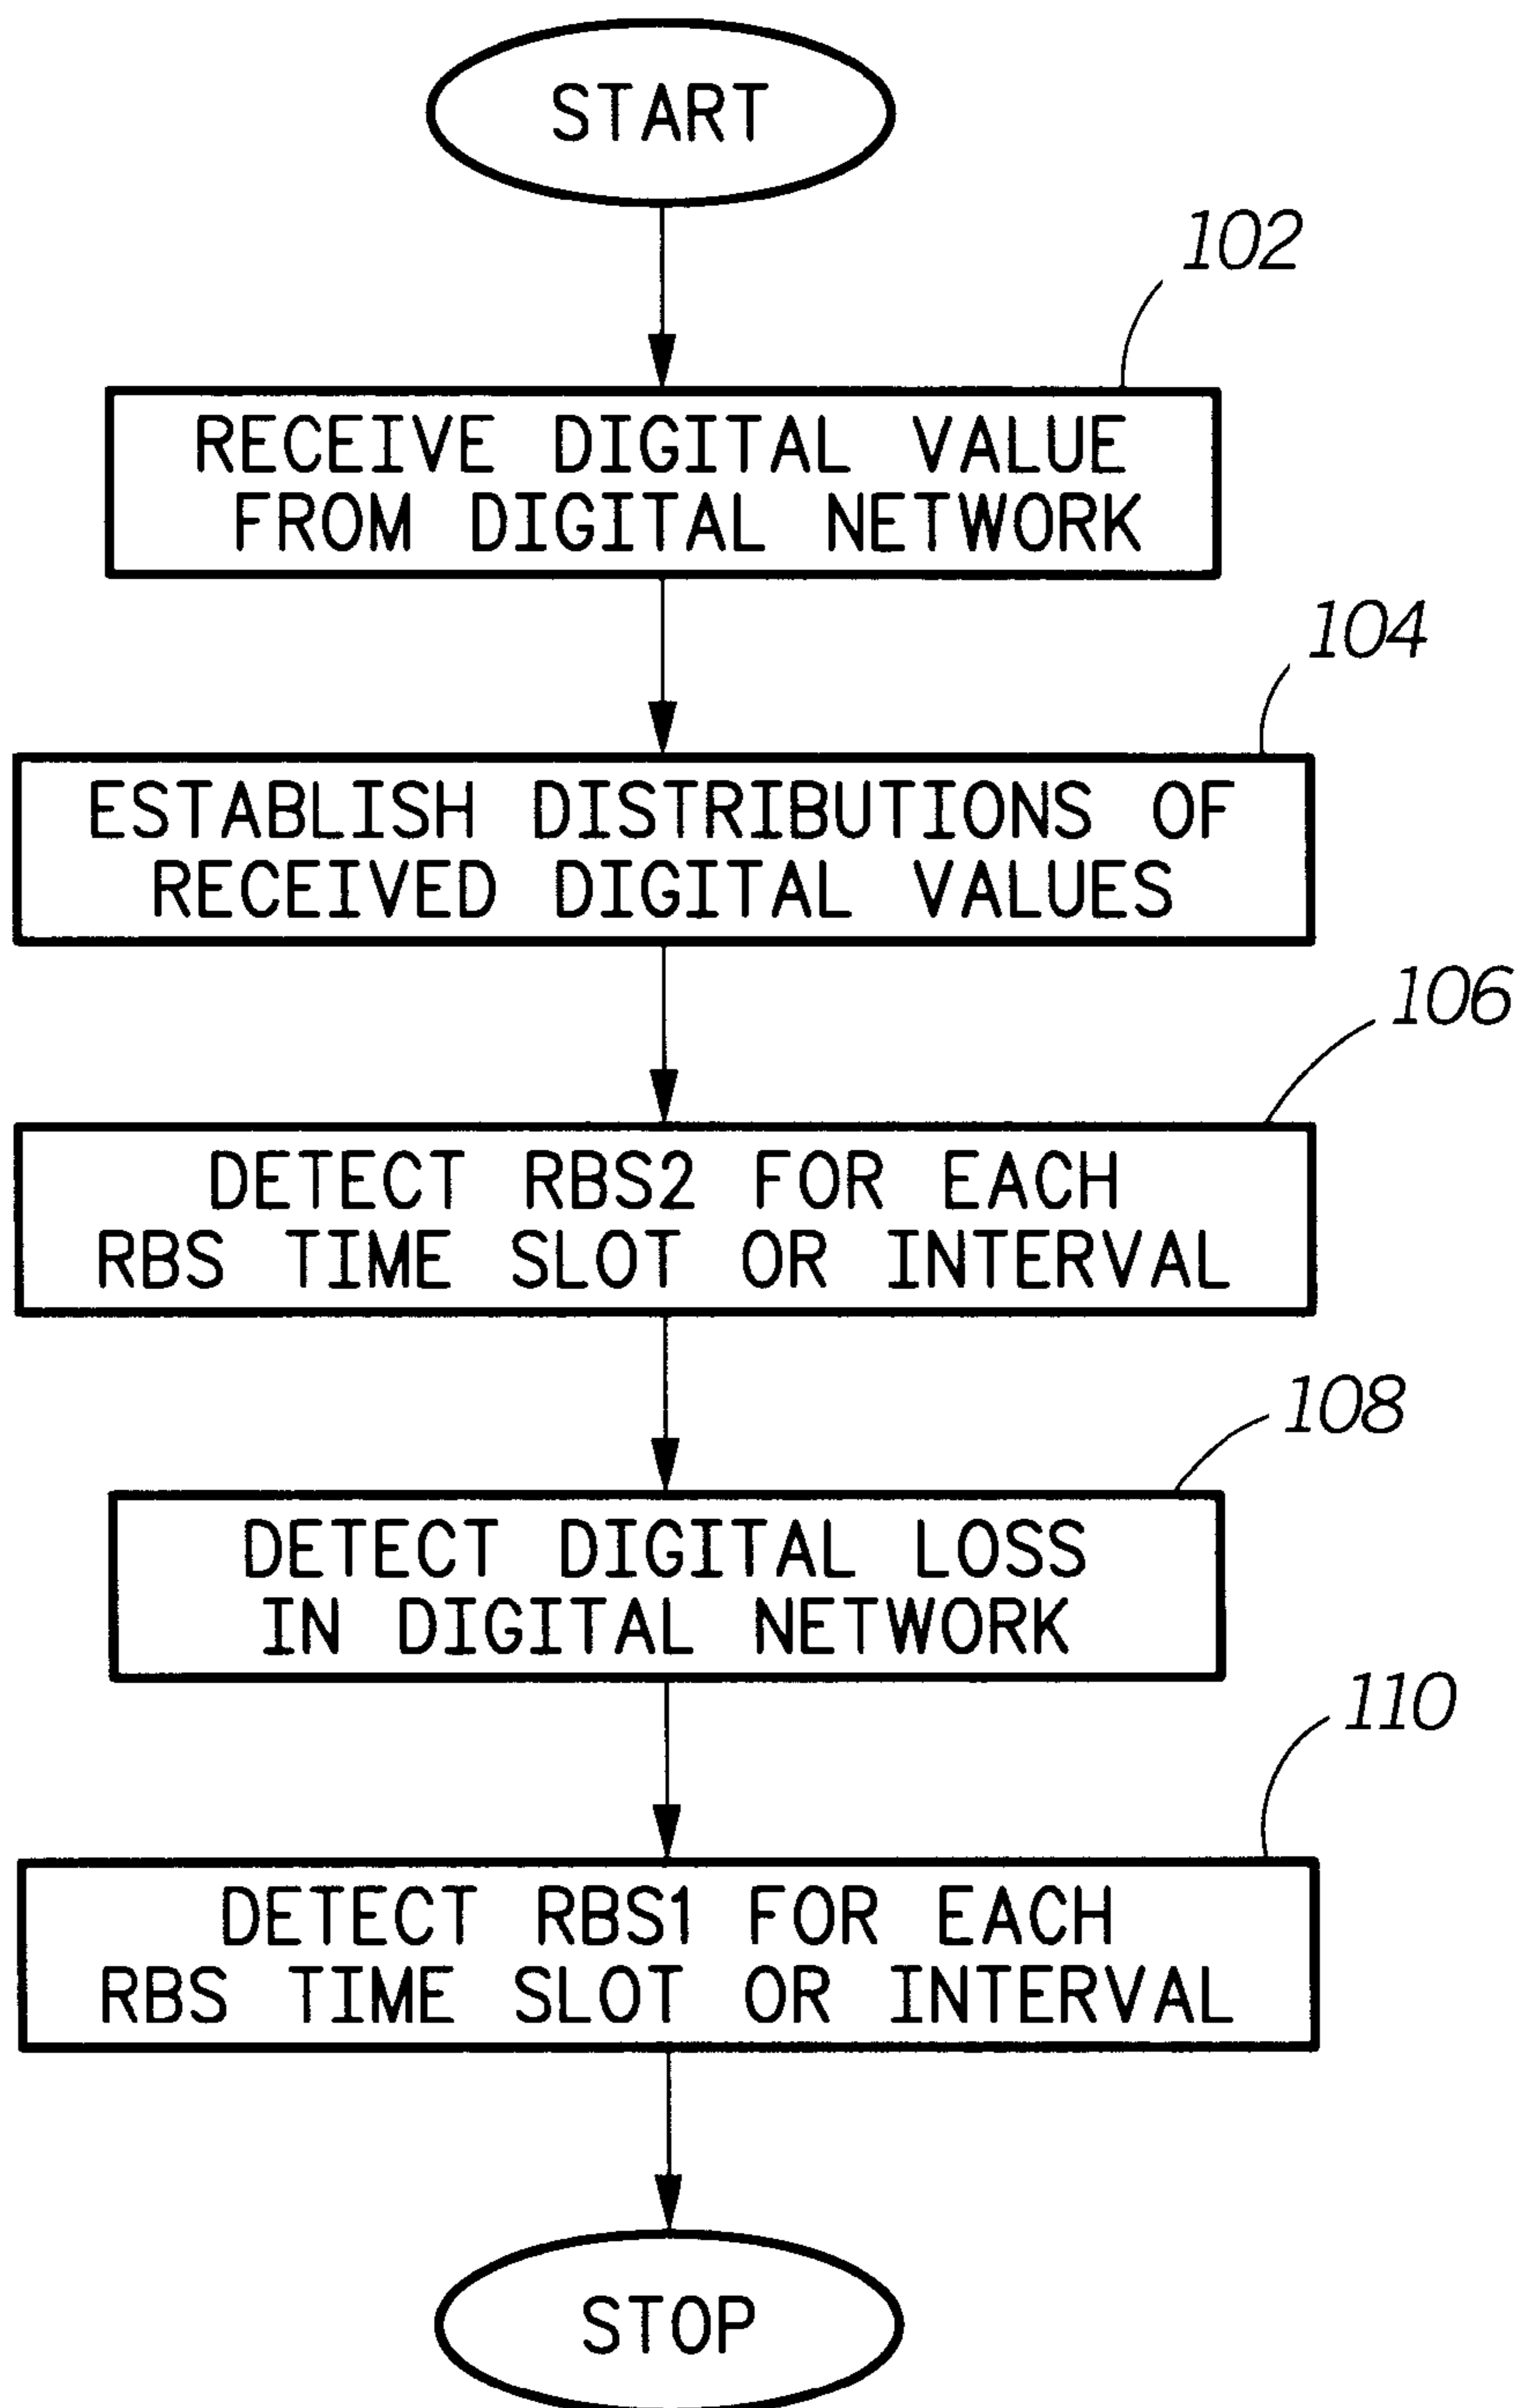 START
102
RECEIVE DIGITAL VALUE
FROM DIGITAL NETWORK
104
ESTABLISH DISTRIBUTIONS OF
RECEIVED DIGITAL VALUES
106
DETECT RBS2 FOR EACH
RBS TIME SLOT OR INTERVAL
108
DETECT DIGITAL LOSS
IN DIGITAL NETWORK
110
DETECT RBS1 FOR EACH
RBS TIME SLOT OR INTERVAL
STOP